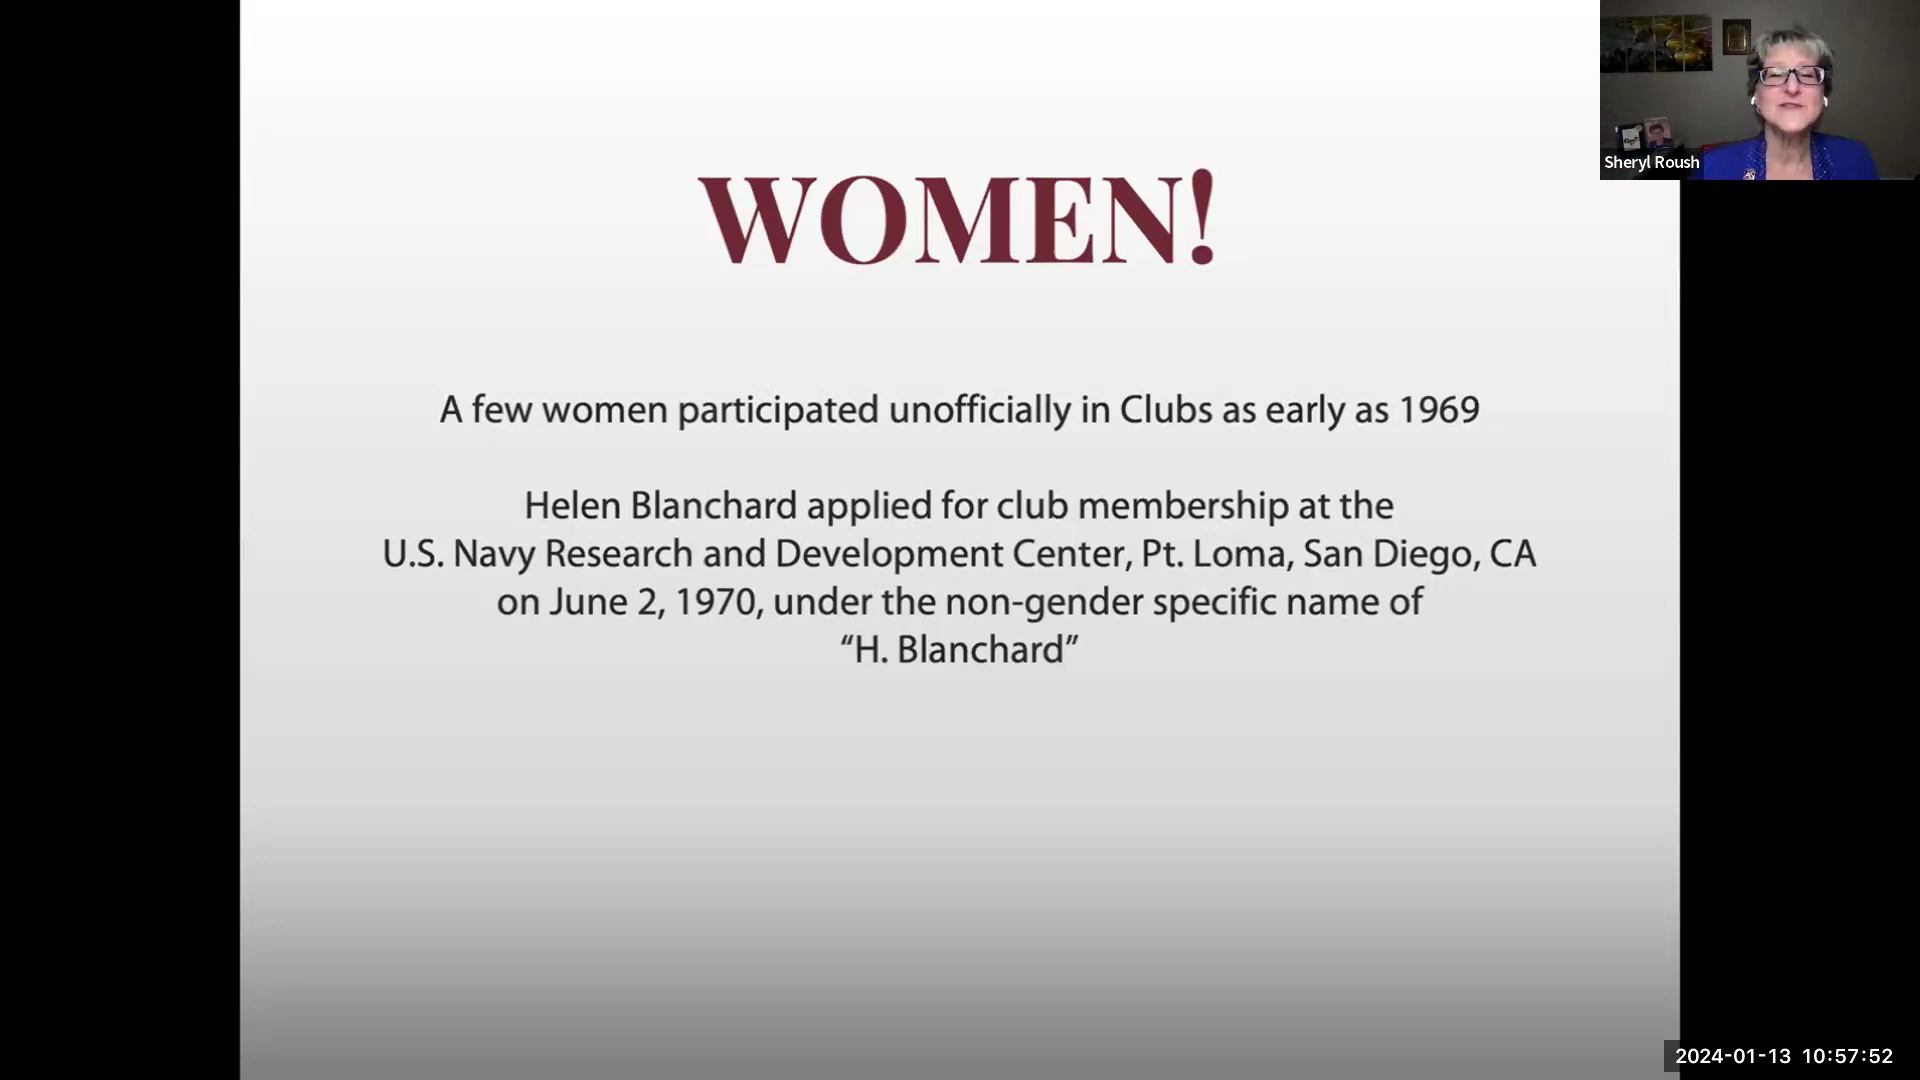 WOMEN!
A few women participated unofficially in Clubs as early as 1969
Helen Blanchard applied for club membership at the
U.S. Navy Research and Development Center, Pt. Loma, San Diego, CA
on June 2, 1970, under the non-gender specific name of
“H. Blanchard”
Sheryl Roush
2024-01-13 10:57:52